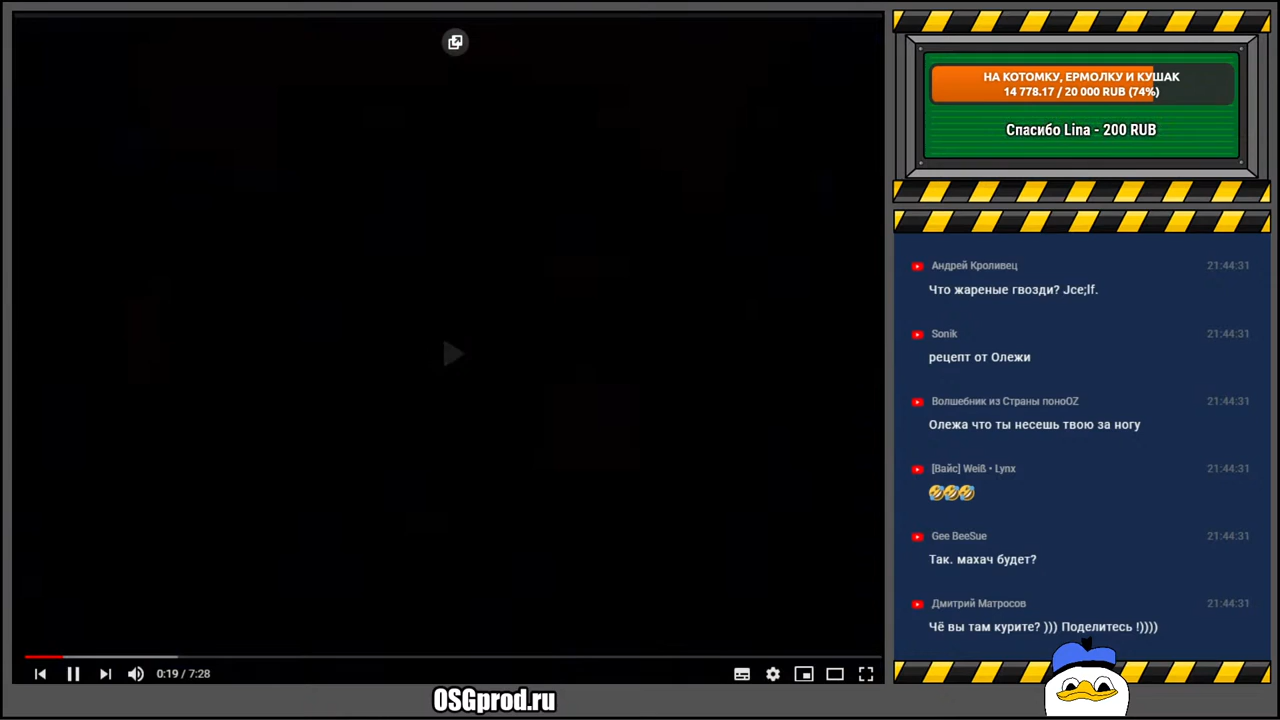 НА КОТОМКУ, ЕРМОЛКУ И КУШАК
14 778.17 / 20 000 RUB (74%)
Спасибо Lina - 200 RUB
Андрей Кроливец 21:44:31
Что жареные гвозди? Jce;lf.
Sonik 21:44:31
рецепт от Олежи
Волшебник из Страны поноOZ 21:44:31
Олежа что ты несешь твою за ногу
[Вайс] Weiß • Lynx 21:44:31
🤣🤣🤣
Gee BeeSue 21:44:31
Так. махач будет?
Дмитрий Матросов 21:44:31
Чё вы там курите? ))) Поделитесь !))))
0:19 / 7:28
OSGprod.ru